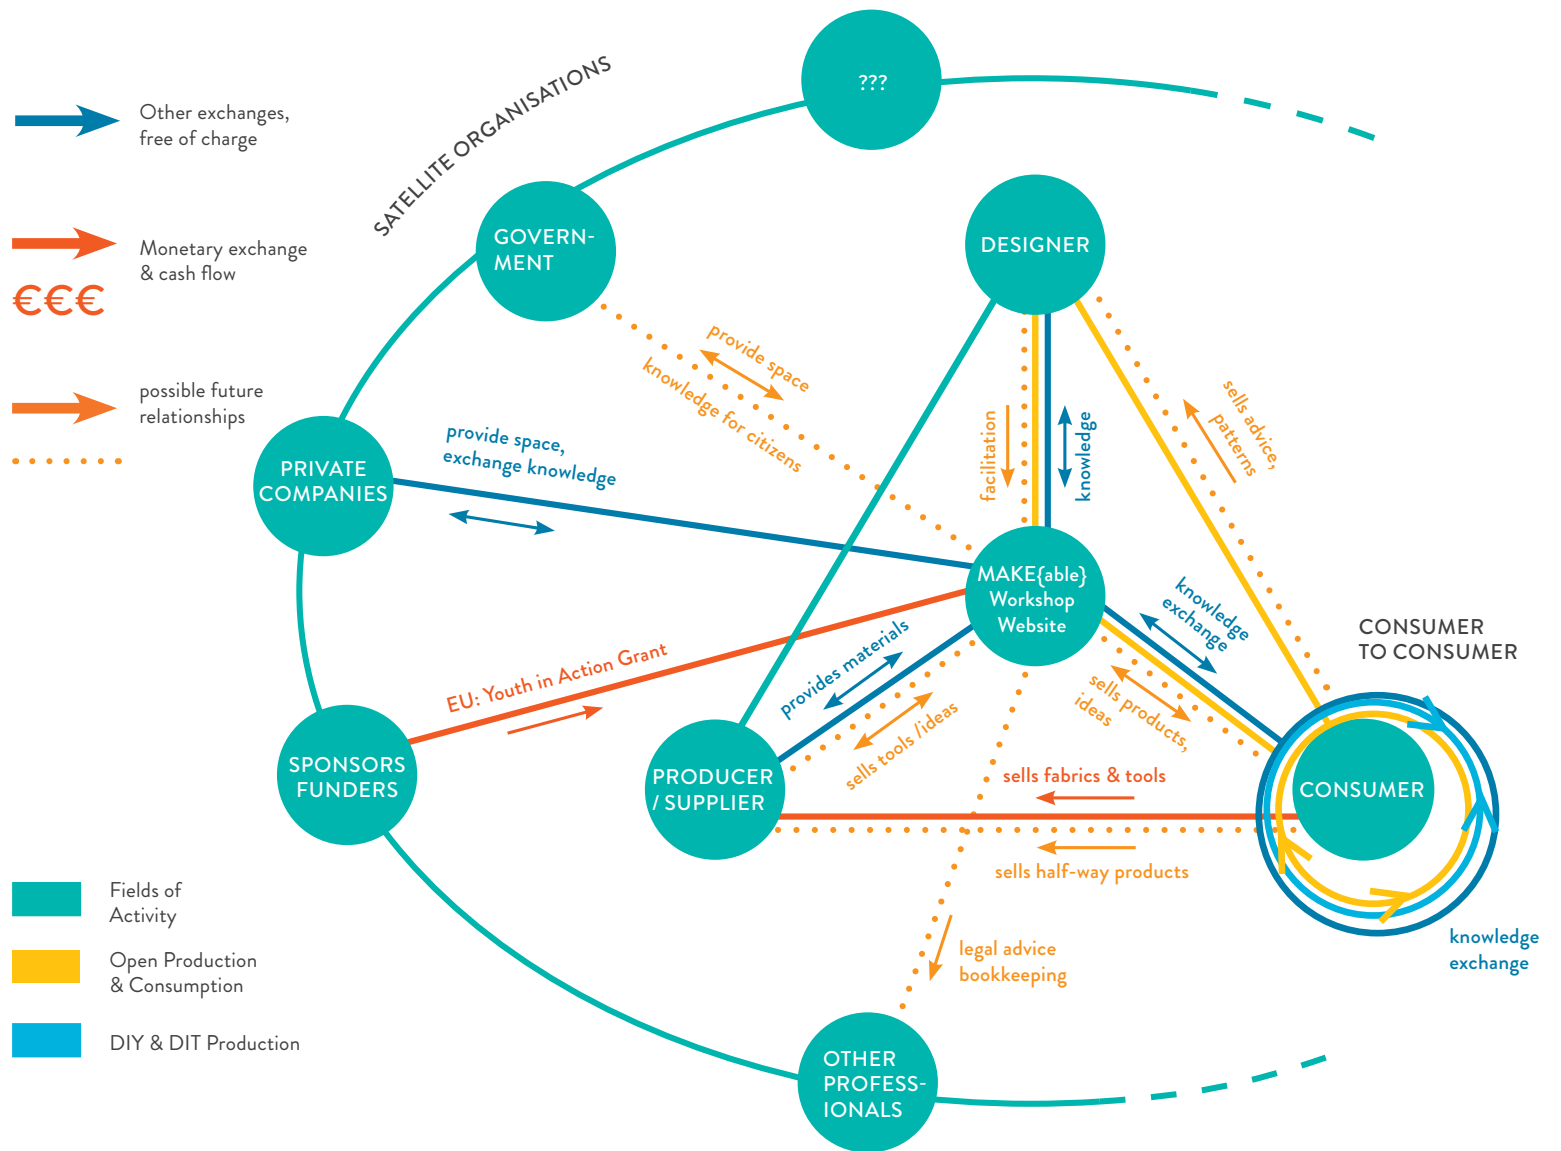 ???
SATELLITE ORGANISATIONS
Other exchanges,
free of charge
Monetary exchange
& cash flow
€€€
possible future
relationships
GOVERN-
MENT
DESIGNER
provide space
knowledge for citizens
sells advice,
patterns
facilitation
knowledge
provide space,
exchange knowledge
PRIVATE
COMPANIES
MAKE{able}
Workshop
Website
knowledge
exchange
CONSUMER
TO CONSUMER
EU: Youth in Action Grant
provides materials
sells tools /ideas
sells products,
ideas
SPONSORS
FUNDERS
PRODUCER
/ SUPPLIER
sells fabrics & tools
CONSUMER
sells half-way products
knowledge
exchange
legal advice
bookkeeping
Fields of
Activity
Open Production
& Consumption
DIY & DIT Production
OTHER
PROFESS-
IONALS